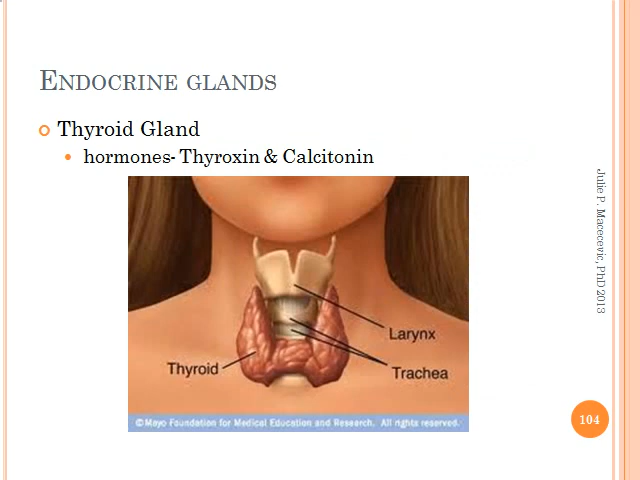 ENDOCRINE GLANDS
Thyroid Gland
hormones- Thyroxin & Calcitonin
Larynx
Thyroid
Trachea
©Mayo Foundation for Medical Education and Research. All rights reserved.
Julie P. Macecevic, PhD 2013
104